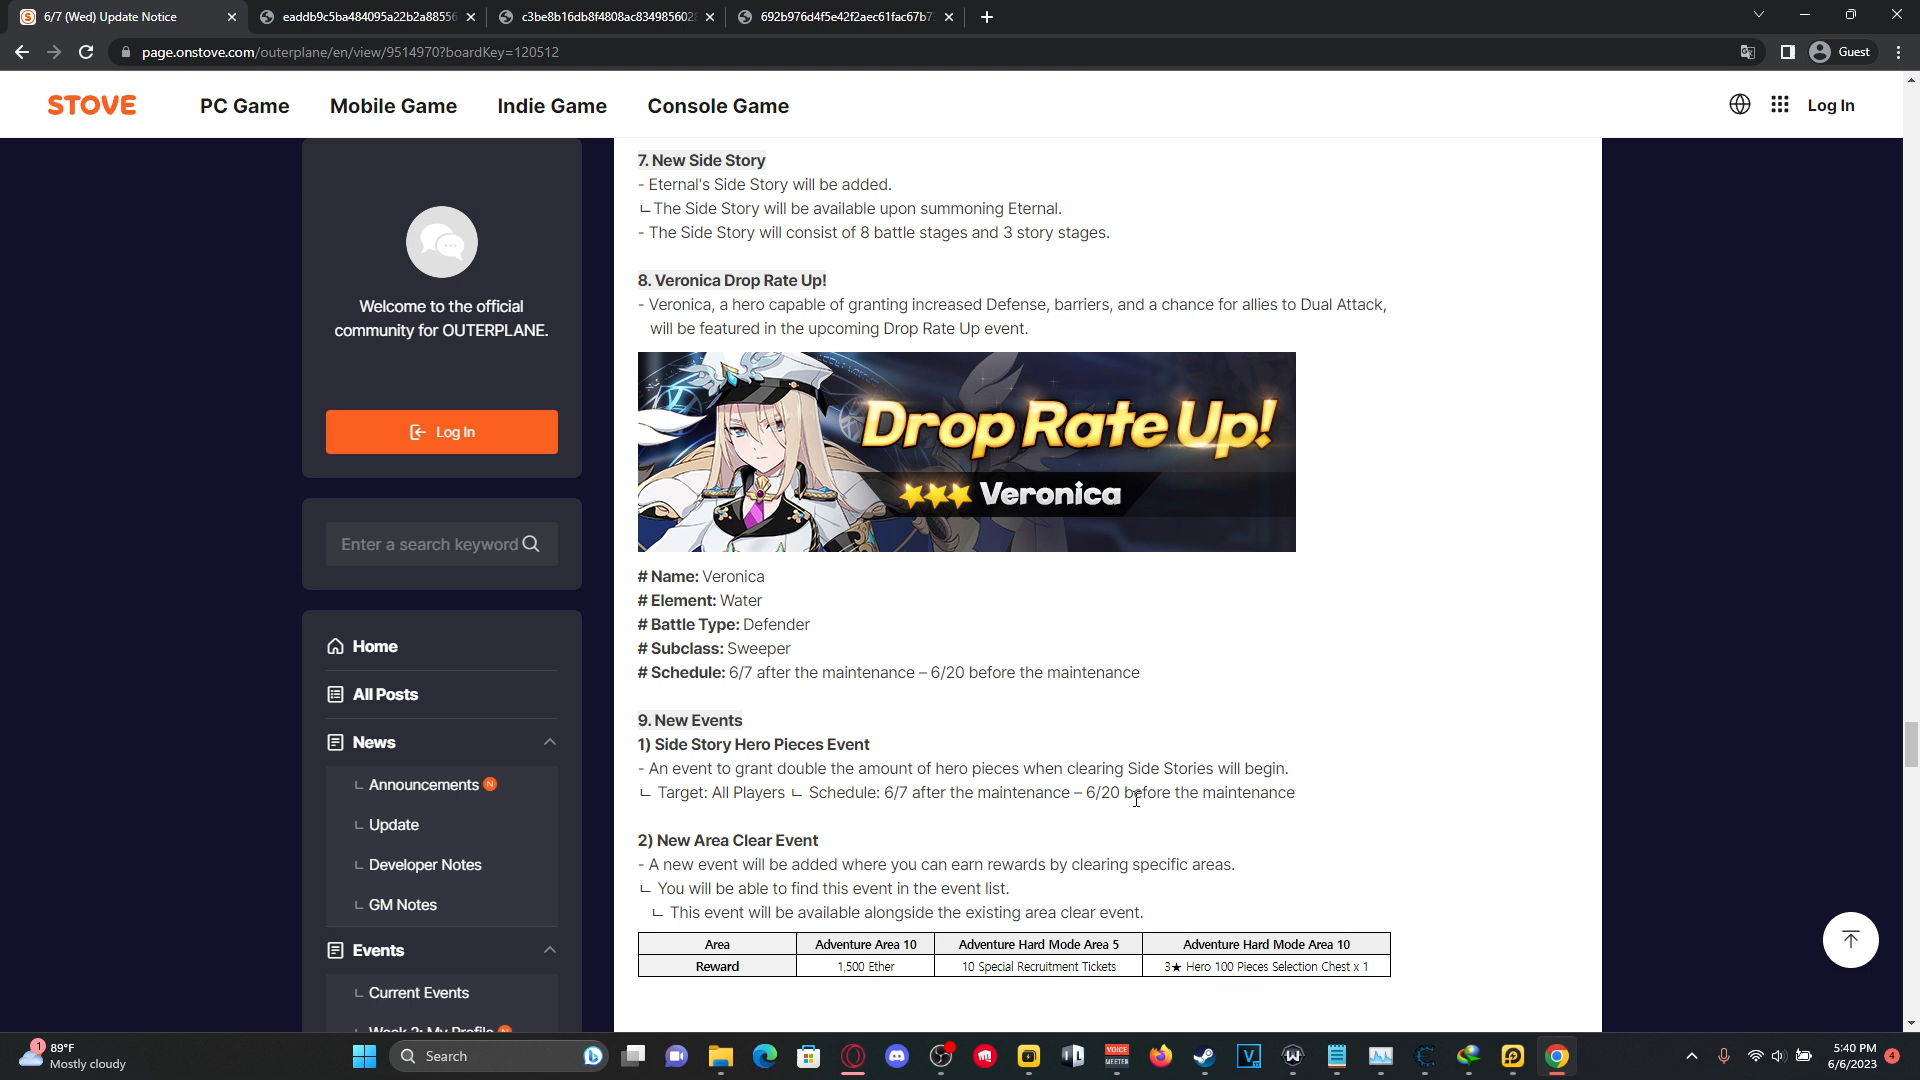 6/7 (Wed) Update Notice
eaddb9c5ba484095a22b2a88556
c3be8b16db8f4808ac8349856028
692b976d4f5e42f2aec61fac67b73
page.onstove.com/outerplane/en/view/9514970?boardKey=120512
Guest
STOVE
PC Game
Mobile Game
Indie Game
Console Game
Log In
Welcome to the official
community for OUTERPLANE.
Log In
Enter a search keyword
Home
All Posts
News
Announcements N
Update
Developer Notes
GM Notes
Events
Current Events
7. New Side Story
- Eternal's Side Story will be added.
ㄴThe Side Story will be available upon summoning Eternal.
- The Side Story will consist of 8 battle stages and 3 story stages.
8. Veronica Drop Rate Up!
- Veronica, a hero capable of granting increased Defense, barriers, and a chance for allies to Dual Attack,
will be featured in the upcoming Drop Rate Up event.
Drop Rate Up!
★★★ Veronica
# Name: Veronica
# Element: Water
# Battle Type: Defender
# Subclass: Sweeper
# Schedule: 6/7 after the maintenance – 6/20 before the maintenance
9. New Events
1) Side Story Hero Pieces Event
- An event to grant double the amount of hero pieces when clearing Side Stories will begin.
ㄴ Target: All Players ㄴ Schedule: 6/7 after the maintenance – 6/20 before the maintenance
2) New Area Clear Event
- A new event will be added where you can earn rewards by clearing specific areas.
ㄴ You will be able to find this event in the event list.
ㄴ This event will be available alongside the existing area clear event.
Area Adventure Area 10 Adventure Hard Mode Area 5 Adventure Hard Mode Area 10
Reward 1,500 Ether 10 Special Recruitment Tickets 3★ Hero 100 Pieces Selection Chest x 1
1
89°F
Mostly cloudy
Search
VOICE
MEETER
5:40 PM
6/6/2023
4